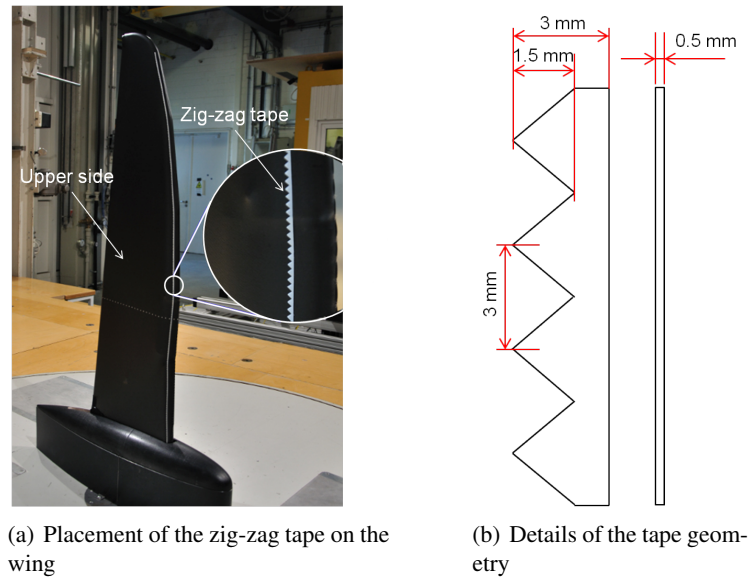 Zig-zag tape
Upper side
3 mm
1.5 mm
0.5 mm
3 mm
(a) Placement of the zig-zag tape on the
wing
(b) Details of the tape geom-
etry